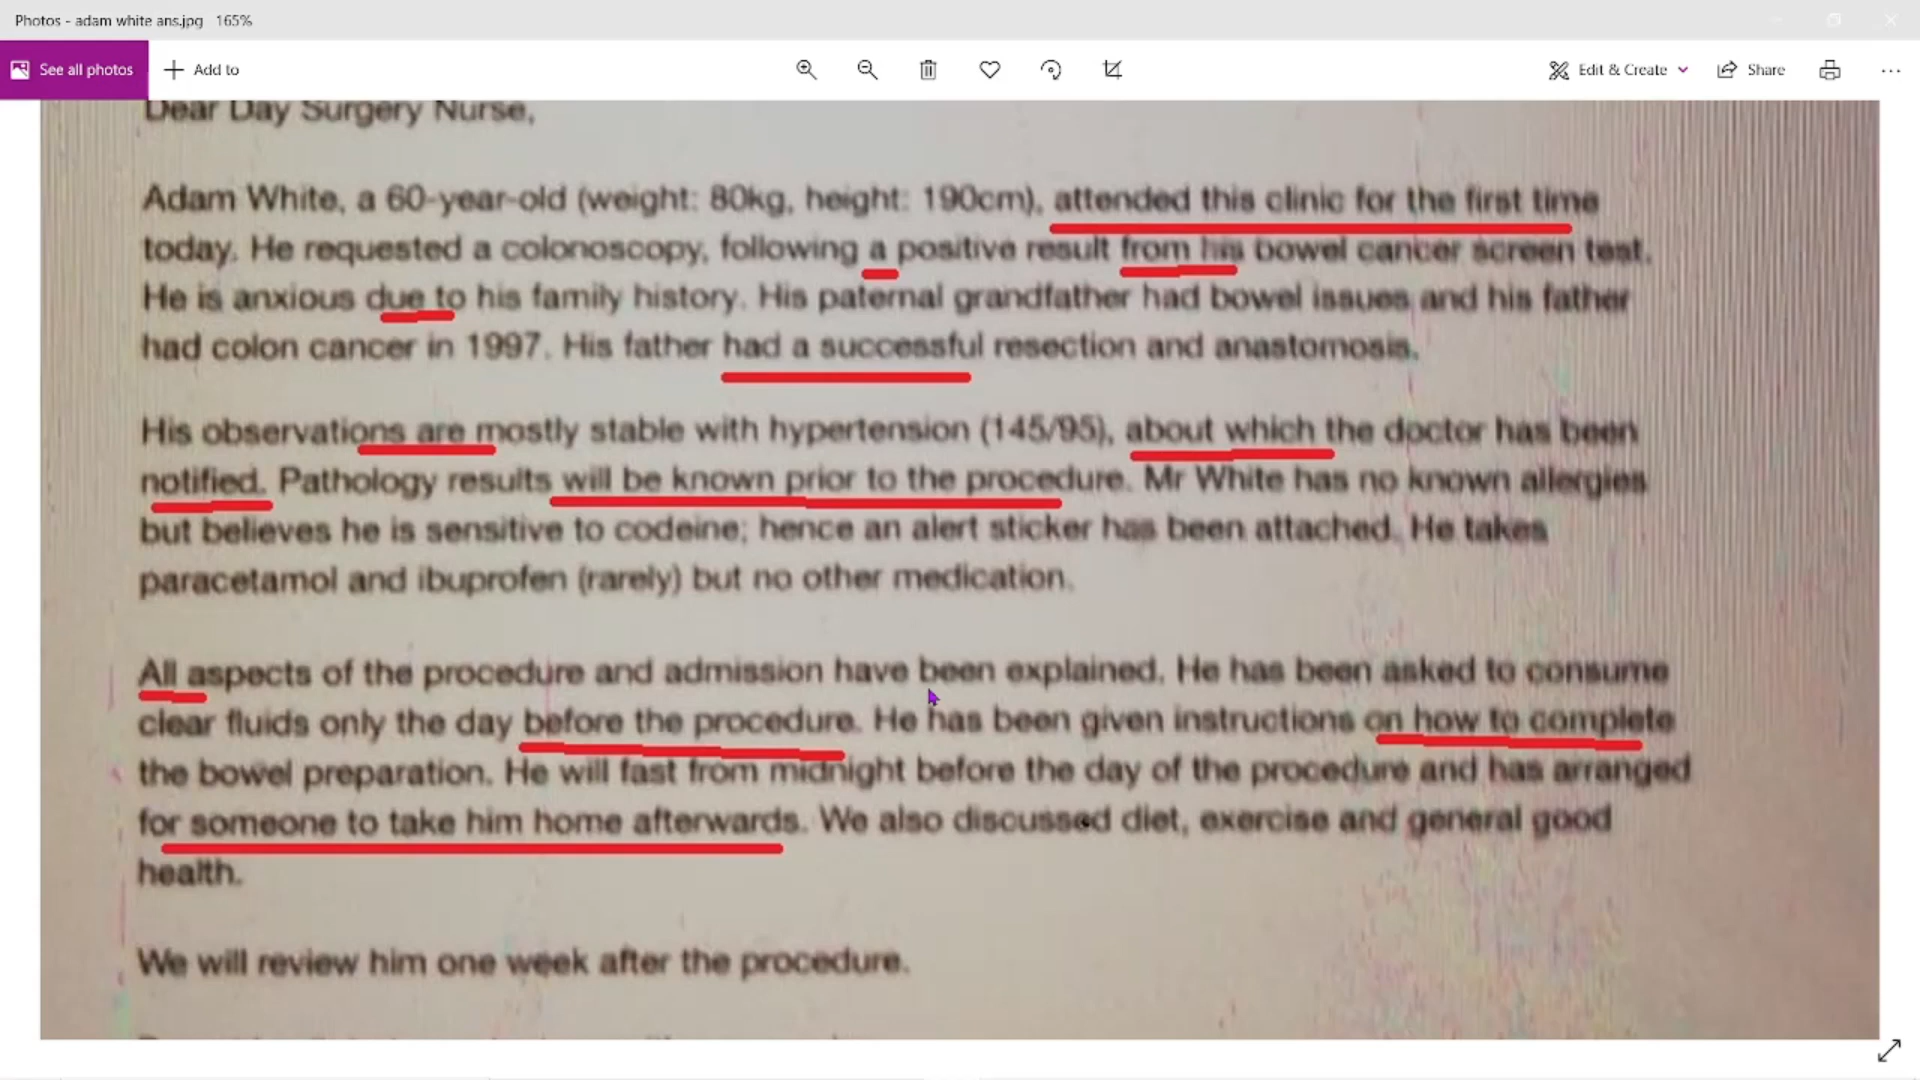 Photos - adam white ans.jpg 165%
See all photos
Add to
Edit & Create
Share
Dear Day Surgery Nurse,
Adam White, a 60-year-old (weight: 80kg, height: 190cm), attended this clinic for the first time
today. He requested a colonoscopy, following a positive result from his bowel cancer screen test.
He is anxious due to his family history. His paternal grandfather had bowel issues and his father
had colon cancer in 1997. His father had a successful resection and anastomosis.
His observations are mostly stable with hypertension (145/95), about which the doctor has been
notified. Pathology results will be known prior to the procedure. Mr White has no known allergies
but believes he is sensitive to codeine; hence an alert sticker has been attached. He takes
paracetamol and ibuprofen (rarely) but no other medication.
All aspects of the procedure and admission have been explained. He has been asked to consume
clear fluids only the day before the procedure. He has been given instructions on how to complete
the bowel preparation. He will fast from midnight before the day of the procedure and has arranged
for someone to take him home afterwards. We also discussed diet, exercise and general good
health.
We will review him one week after the procedure.